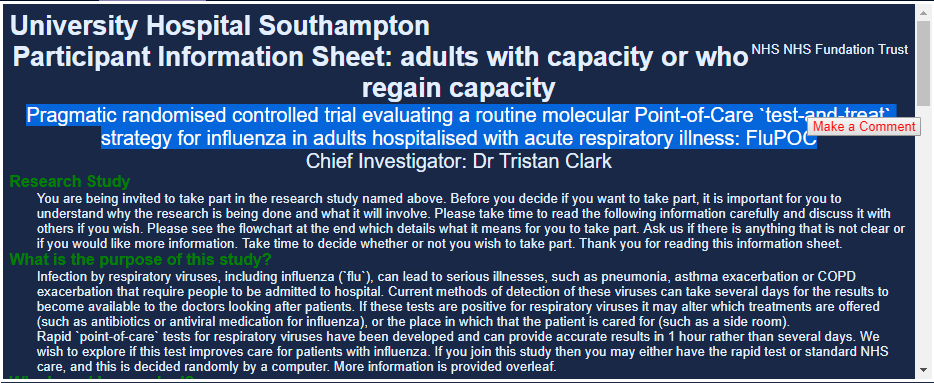 University Hospital Southampton
NHS NHS Fundation Trust
Participant Information Sheet: adults with capacity or who
regain capacity
Pragmatic randomised controlled trial evaluating a routine molecular Point-of-Care `test-and-treat`
strategy for influenza in adults hospitalised with acute respiratory illness: FluPOC
Make a Comment
Chief Investigator: Dr Tristan Clark
Research Study
You are being invited to take part in the research study named above. Before you decide if you want to take part, it is important for you to
understand why the research is being done and what it will involve. Please take time to read the following information carefully and discuss it with
others if you wish. Please see the flowchart at the end which details what it means for you to take part. Ask us if there is anything that is not clear or
if you would like more information. Take time to decide whether or not you wish to take part. Thank you for reading this information sheet.
What is the purpose of this study?
Infection by respiratory viruses, including influenza (`flu`), can lead to serious illnesses, such as pneumonia, asthma exacerbation or COPD
exacerbation that require people to be admitted to hospital. Current methods of detection of these viruses can take several days for the results to
become available to the doctors looking after patients. If these tests are positive for respiratory viruses it may alter which treatments are offered
(such as antibiotics or antiviral medication for influenza), or the place in which that the patient is cared for (such as a side room).
Rapid `point-of-care` tests for respiratory viruses have been developed and can provide accurate results in 1 hour rather than several days. We
wish to explore if this test improves care for patients with influenza. If you join this study then you may either have the rapid test or standard NHS
care, and this is decided randomly by a computer. More information is provided overleaf.